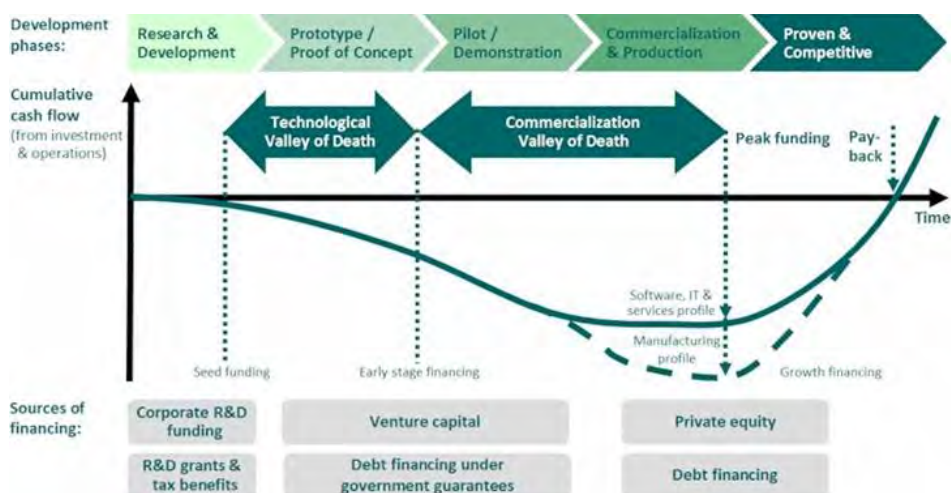 Development
phases:
Research &
Development
Prototype /
Proof of Concept
Pilot /
Demonstration
Commercialization
& Production
Proven &
Competitive
Cumulative
cash flow
(from investment
& operations)
Technological
Valley of Death
Commercialization
Valley of Death
Peak funding
Pay-
back
Time
Software, IT &
services profile
Manufacturing
profile
Seed funding
Early stage financing
Growth financing
Sources of
financing:
Corporate R&D
funding
Venture capital
Private equity
R&D grants &
tax benefits
Debt financing under
government guarantees
Debt financing